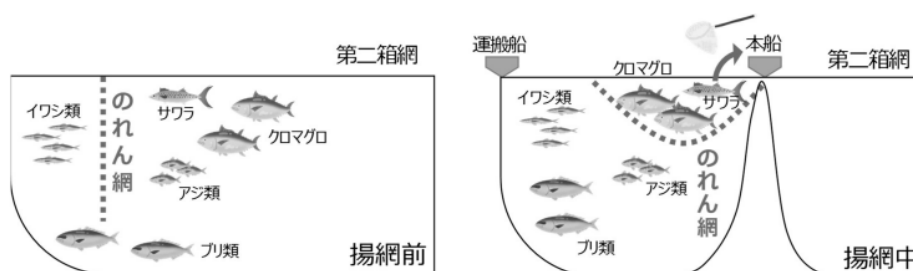 第二箱網
イワシ類
のれん網
サワラ
クロマグロ
アジ類
ブリ類
揚網前
運搬船
本船
第二箱網
クロマグロ
イワシ類
サワラ
のれん網
アジ類
ブリ類
揚網中